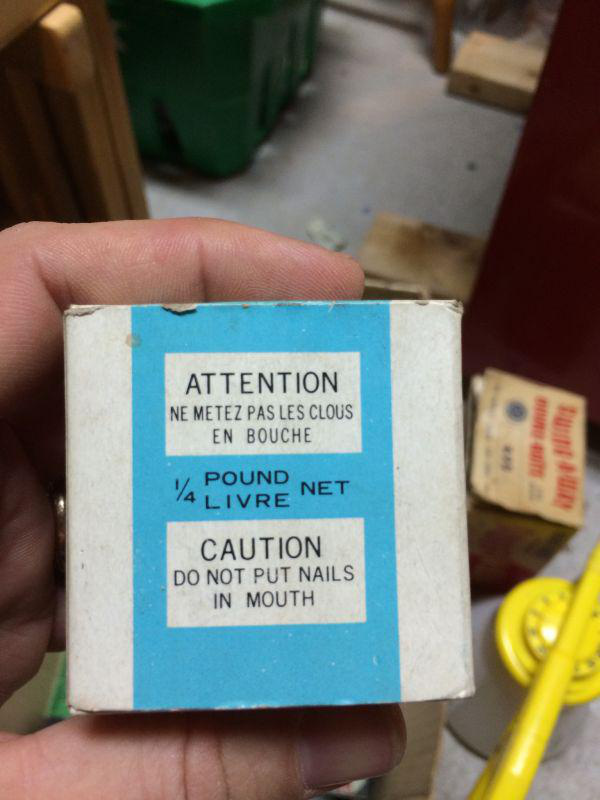 ATTENTION
NE METEZ PAS LES CLOUS
EN BOUCHE
1/4 POUND LIVRE NET
CAUTION
DO NOT PUT NAILS
IN MOUTH